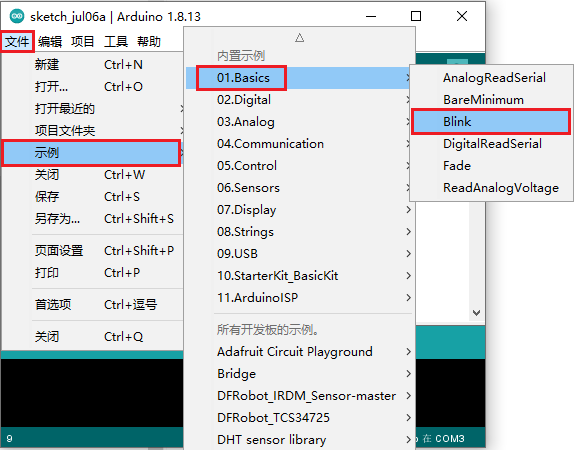 sketch_jul06a | Arduino 1.8.13
文件 编辑 项目 工具 帮助
新建 Ctrl+N
打开... Ctrl+O
打开最近的
项目文件夹
示例
关闭 Ctrl+W
保存 Ctrl+S
另存为... Ctrl+Shift+S
页面设置 Ctrl+Shift+P
打印 Ctrl+P
首选项 Ctrl+逗号
关闭 Ctrl+Q
内置示例
01.Basics
02.Digital
03.Analog
04.Communication
05.Control
06.Sensors
07.Display
08.Strings
09.USB
10.StarterKit_BasicKit
11.ArduinoISP
所有开发板的示例。
Adafruit Circuit Playground
Bridge
DFRobot_IRDM_Sensor-master
DFRobot_TCS34725
DHT sensor library
AnalogReadSerial
BareMinimum
Blink
DigitalReadSerial
Fade
ReadAnalogVoltage
9
在 COM3